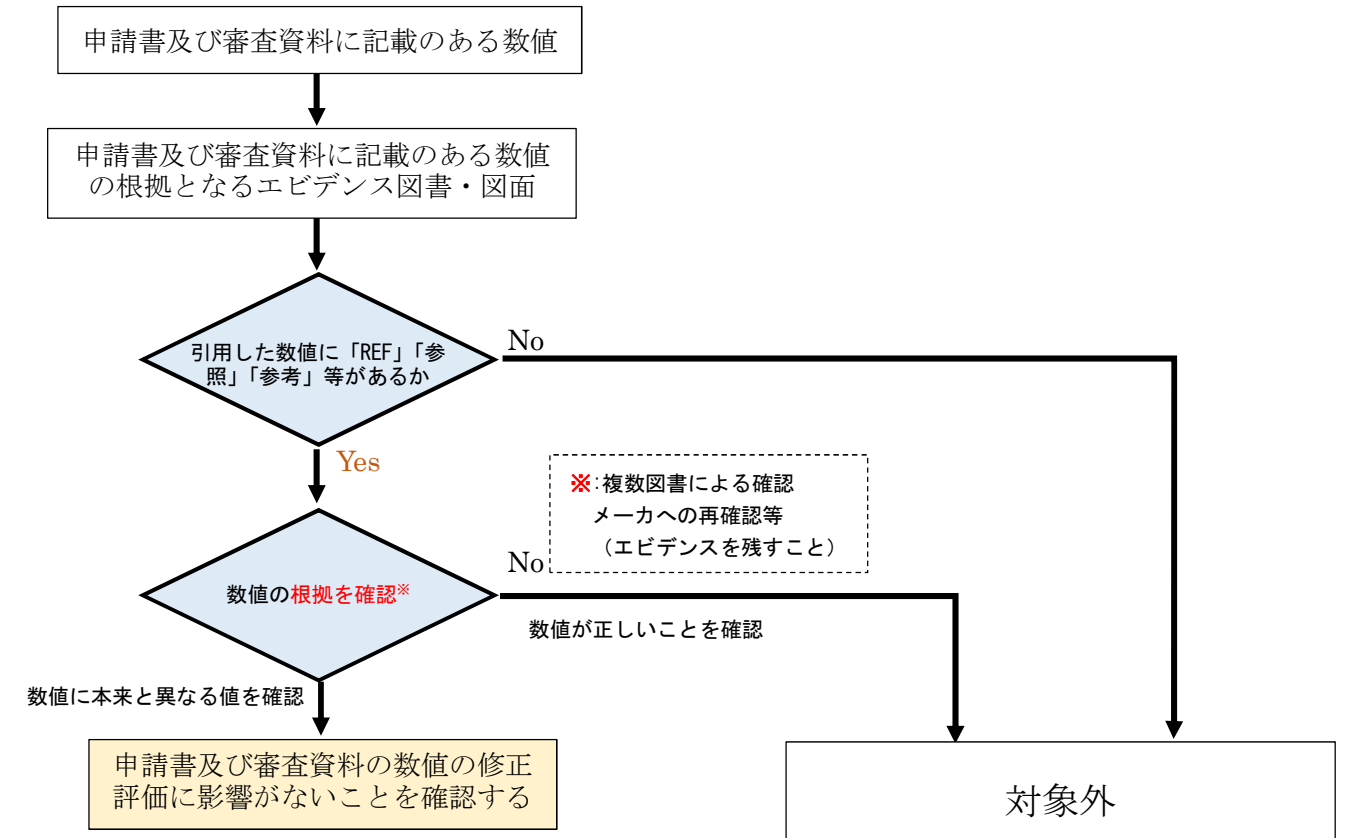 申請書及び審査資料に記載のある数値
申請書及び審査資料に記載のある数値
の根拠となるエビデンス図書・図面
引用した数値に「REF」「参
照」「参考」等があるか
No
Yes
※:複数図書による確認
メーカへの再確認等
（エビデンスを残すこと）
No
数値の根拠を確認※
数値が正しいことを確認
数値に本来と異なる値を確認
申請書及び審査資料の数値の修正
評価に影響がないことを確認する
対象外